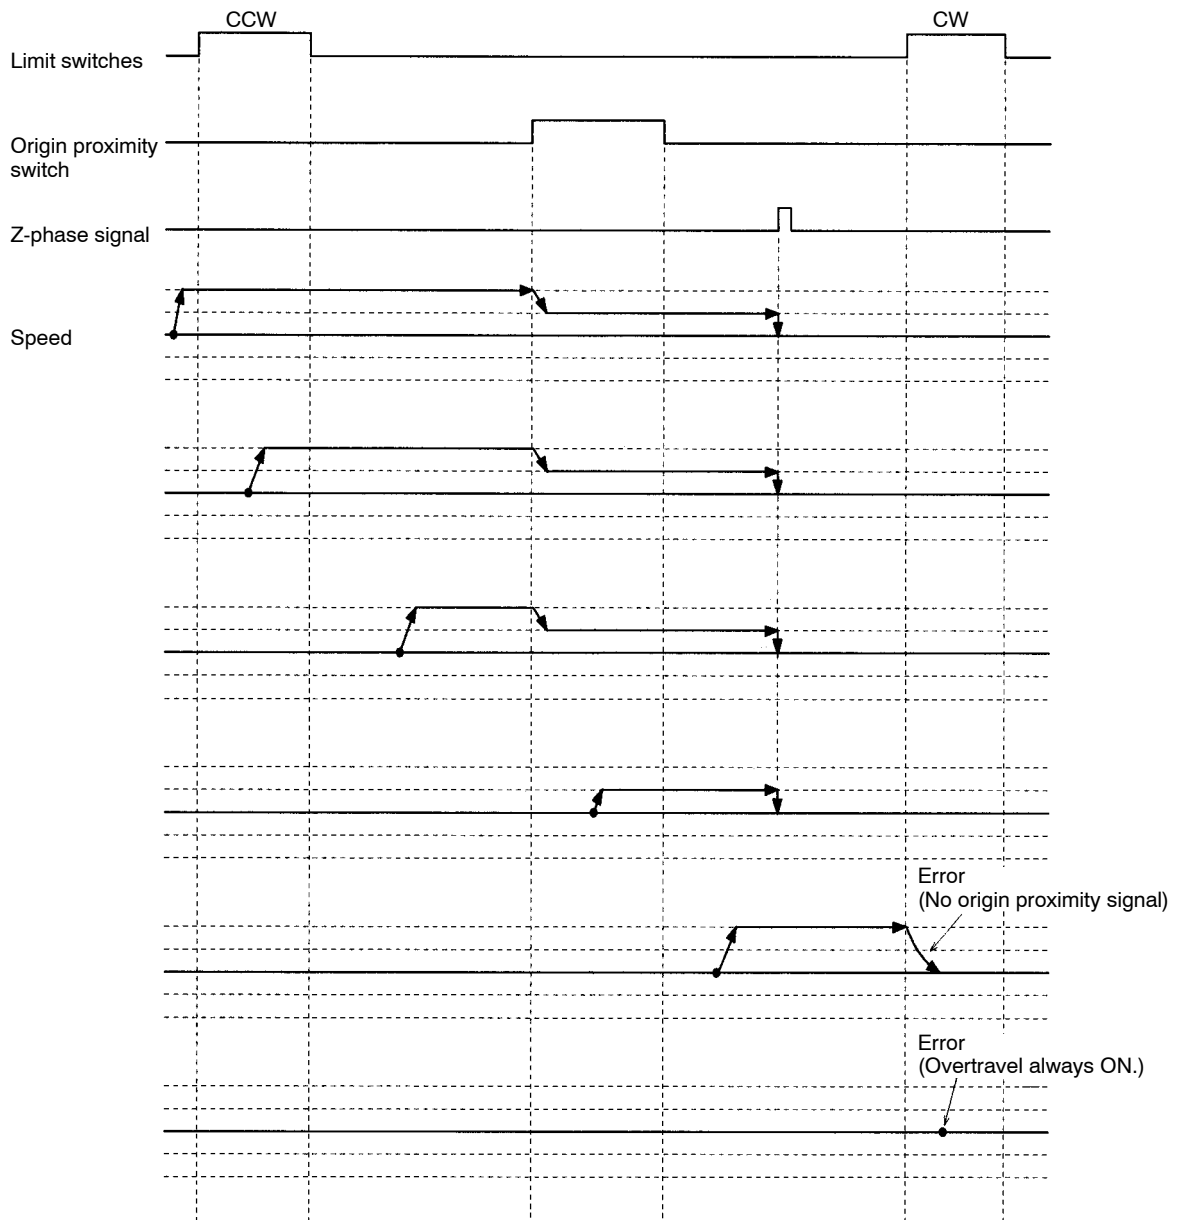 CCW
CW
Limit switches
Origin proximity
switch
Z-phase signal
Speed
Error
(No origin proximity signal)
Error
(Overtravel always ON.)